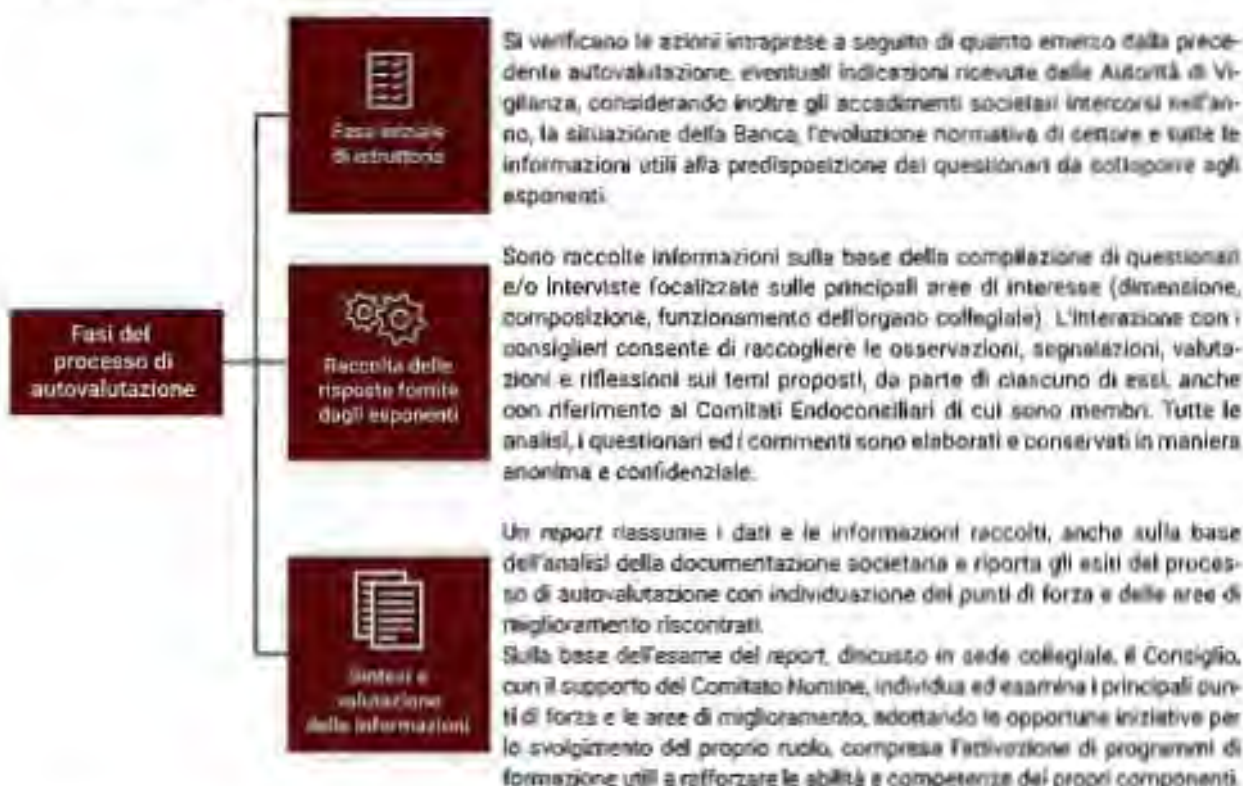 Fasi del
processo di
autovalutazione
Fase iniziale
di istruttoria
Si verificano le azioni intraprese a seguito di quanto emerso dalla prece-
dente autovalutazione, eventuali indicazioni ricevute dalle Autorità di Vi-
gilanza, considerando inoltre gli accadimenti societari intercorsi nell'an-
no, la situazione della Banca, l'evoluzione normativa di settore e tutte le
informazioni utili alla predisposizione dei questionari da sottoporre agli
esponenti.
Raccolta delle
risposte fornite
dagli esponenti
Sono raccolte informazioni sulla base della compilazione di questionari
e/o interviste focalizzate sulle principali aree di interesse (dimensione,
composizione, funzionamento dell'organo collegiale). L'interazione con i
consiglieri consente di raccogliere le osservazioni, segnalazioni, valuta-
zioni e riflessioni sui temi proposti, da parte di ciascuno di essi, anche
con riferimento ai Comitati Endoconsiliari di cui sono membri. Tutte le
analisi, i questionari ed i commenti sono elaborati e conservati in maniera
anonima e confidenziale.
Sintesi e
valutazione
delle informazioni
Un report riassume i dati e le informazioni raccolti, anche sulla base
dell'analisi della documentazione societaria e riporta gli esiti del proces-
so di autovalutazione con individuazione dei punti di forza e delle aree di
miglioramento riscontrati.
Sulla base dell'esame del report, discusso in sede collegiale, il Consiglio,
con il supporto del Comitato Nomine, individua ed esamina i principali pun-
ti di forza e le aree di miglioramento, adottando le opportune iniziative per
lo svolgimento del proprio ruolo, compresa l'attivazione di programmi di
formazione utili a rafforzare le abilità e competenze dei propri componenti.